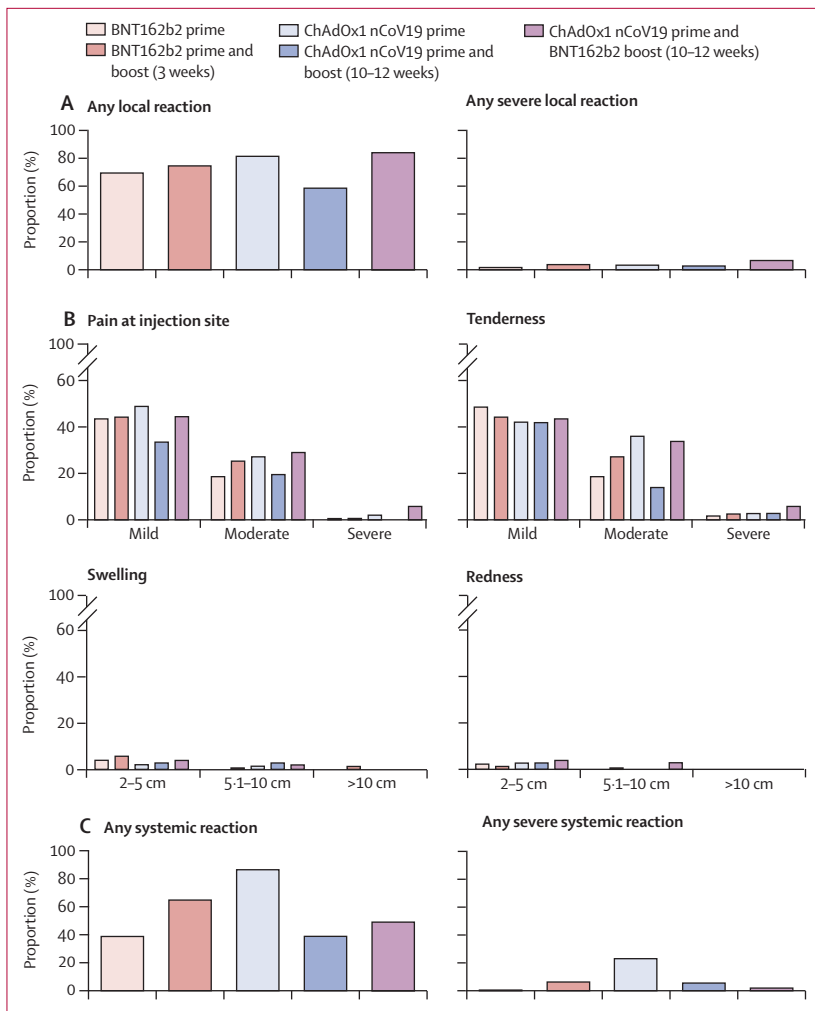 BNT162b2 prime
BNT162b2 prime and
boost (3 weeks)
ChAdOx1 nCoV19 prime
ChAdOx1 nCoV19 prime and
boost (10–12 weeks)
ChAdOx1 nCoV19 prime and
BNT162b2 boost (10–12 weeks)
A Any local reaction
Any severe local reaction
Proportion (%)
100
80
60
40
20
0
B Pain at injection site
Tenderness
Proportion (%)
100
60
40
20
0
Mild Moderate Severe
Mild Moderate Severe
Swelling
Redness
Proportion (%)
100
60
40
20
0
2–5 cm 5·1–10 cm >10 cm
2–5 cm 5·1–10 cm >10 cm
C Any systemic reaction
Any severe systemic reaction
Proportion (%)
100
80
60
40
20
0